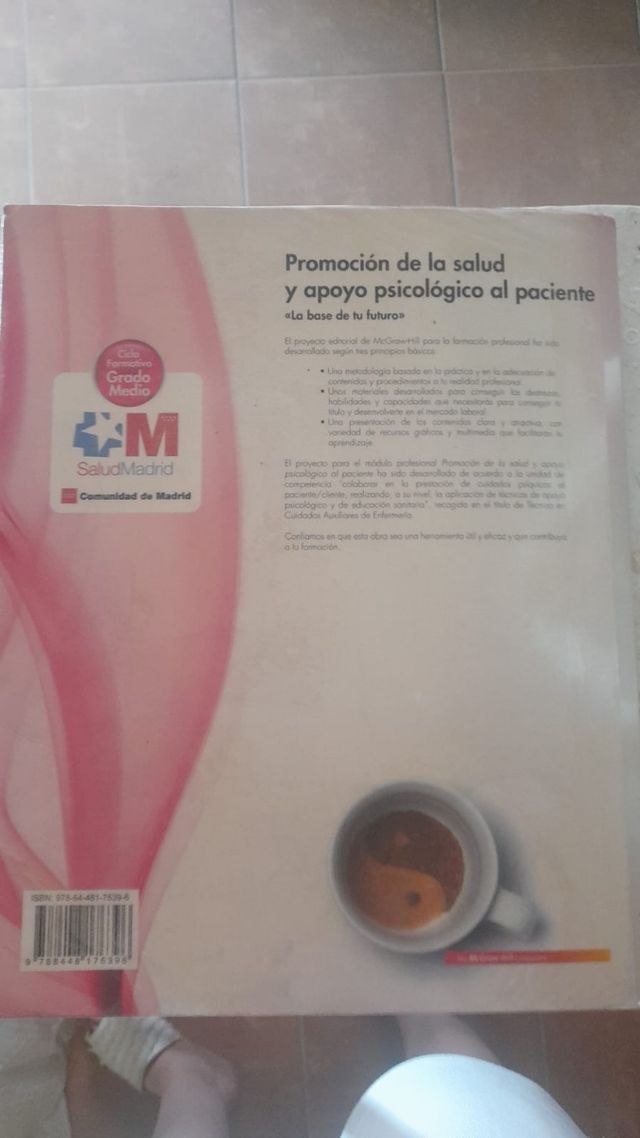 Promoción de la salud
y apoyo psicológico al paciente
«La base de tu futuro»
El proyecto editorial de McGraw-Hill para la formación profesional ha sido
desarrollado según tres principios básicos:
• Una metodología basada en la práctica y en la adecuación de
contenidos y procedimientos a tu realidad profesional.
• Unos materiales desarrollados para conseguir las destrezas,
habilidades y capacidades que necesitarás para conseguir tu
título y desenvolverte en el mercado laboral.
• Una presentación de los contenidos clara y atractiva, con
variedad de recursos gráficos y multimedia que facilitarán tu
aprendizaje.
El proyecto para el módulo profesional Promoción de la salud y apoyo
psicológico al paciente ha sido desarrollado de acuerdo a la unidad de
competencia "colaborar en la prestación de cuidados psíquicos al
paciente/cliente, realizando, a su nivel, la aplicación de técnicas de apoyo
psicológico y de educación sanitaria", recogida en el título de Técnico en
Cuidados Auxiliares de Enfermería.
Confiamos en que esta obra sea una herramienta útil y eficaz y que contribuya
a tu formación.
Ciclo
Formativo
Grado
Medio
M
SaludMadrid
Comunidad de Madrid
ISBN: 978-84-481-7539-6
9 788448 175396
Mc Graw Hill